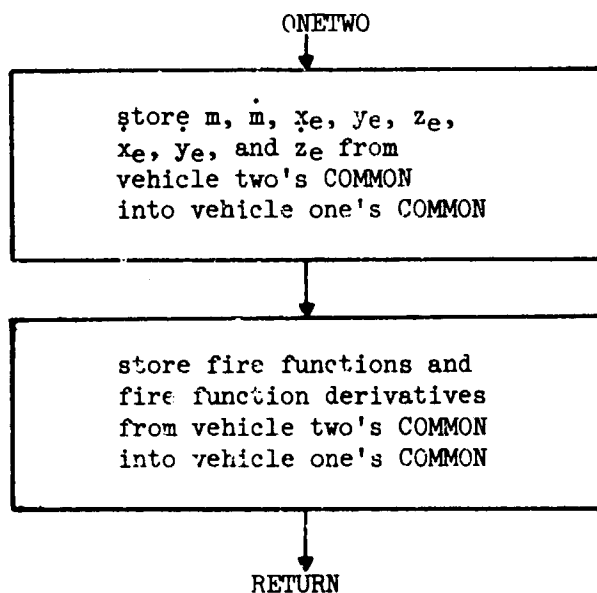 ONETWO
store m, ṁ, xe, ye, ze,
ẋe, ẏe, and że from
vehicle two's COMMON
into vehicle one's COMMON
store fire functions and
fire function derivatives
from vehicle two's COMMON
into vehicle one's COMMON
RETURN